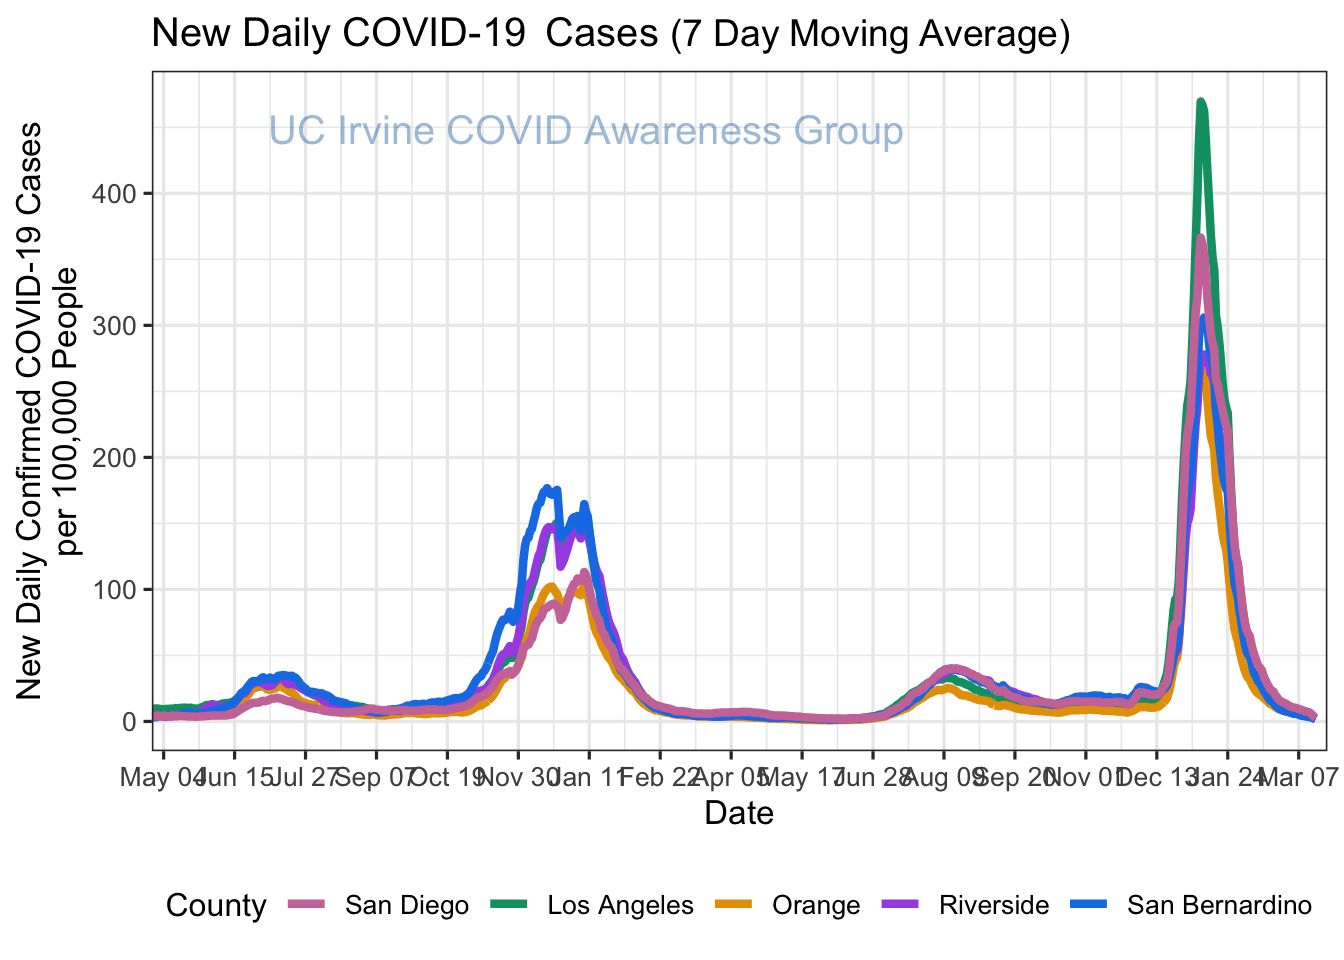 New Daily COVID-19  Cases (7 Day Moving Average)
UC Irvine COVID Awareness Group
New Daily Confirmed COVID-19 Cases
per 100,000 People
400
300
200
100
0
May 04 Jun 15 Jul 27 Sep 07 Oct 19 Nov 30 Jan 11 Feb 22 Apr 05 May 17 Jun 28 Aug 09 Sep 20 Nov 01 Dec 13 Jan 24 Mar 07
Date
County San Diego Los Angeles Orange Riverside San Bernardino